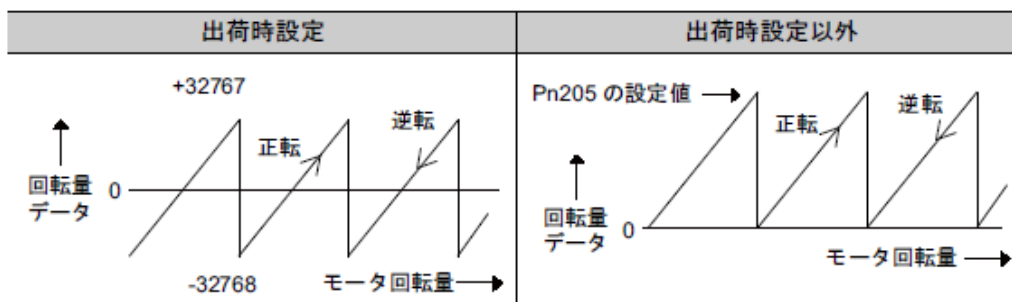 出荷時設定
+32767
逆転
正転
回転量
データ
0
-32768
モータ回転量
出荷時設定以外
Pn205 の設定値
逆転
正転
回転量
データ
0
モータ回転量